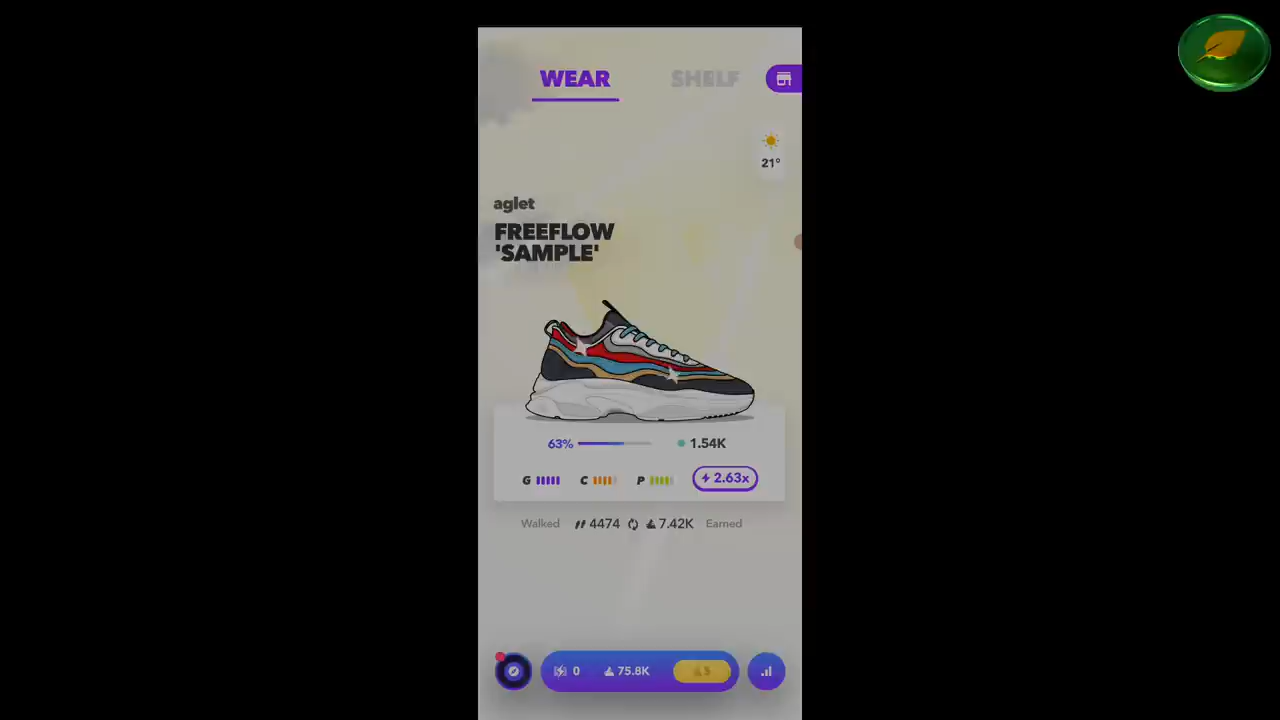 WEAR SHELF
21°
aglet
FREEFLOW
'SAMPLE'
63% 1.54K
G C P 2.63x
Walked 4474 7.42K Earned
0 75.8K 5